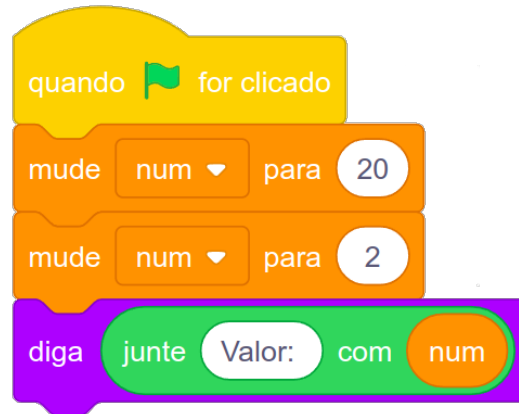 quando for clicado
mude num para 20
mude num para 2
diga junte Valor: com num